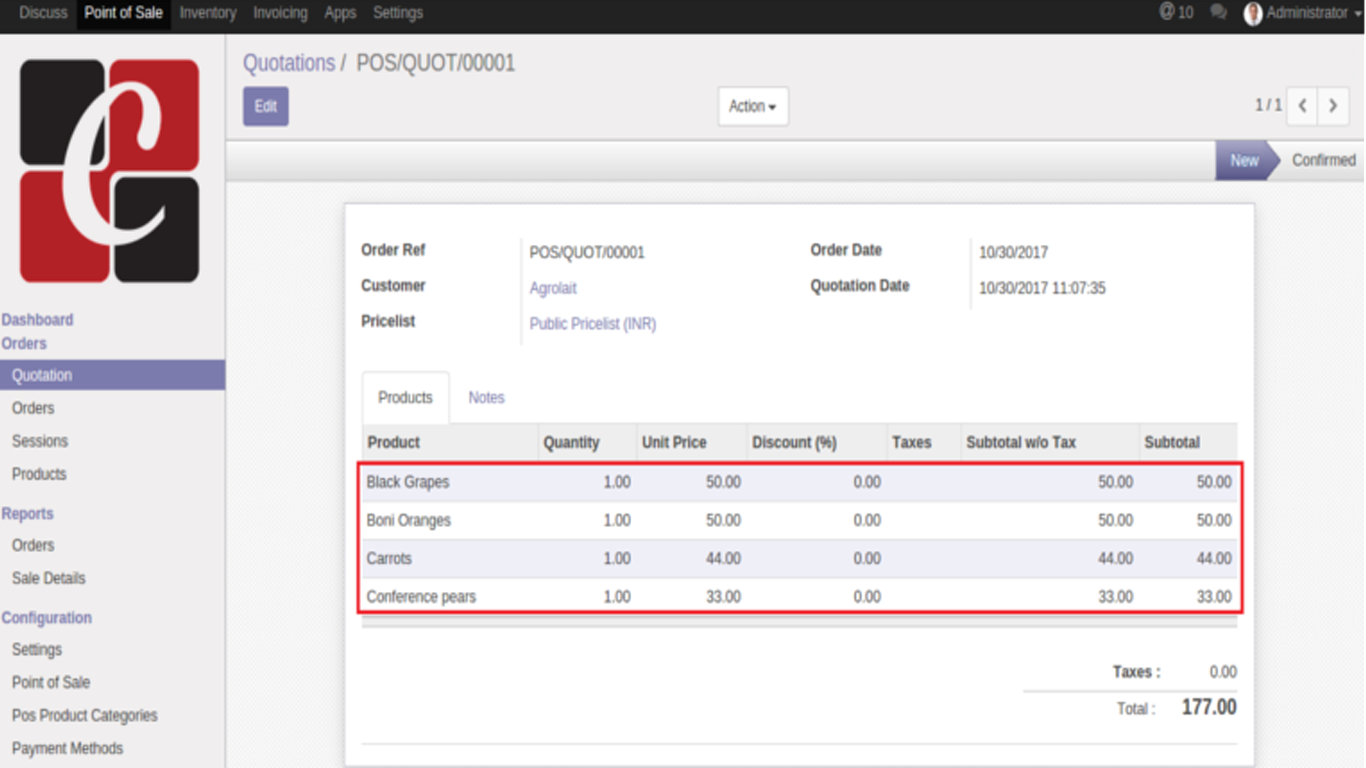 Discuss Point of Sale Inventory Invoicing Apps Settings @ 10 Administrator
Quotations / POS/QUOT/00001
Edit Action 1 / 1
New Confirmed
C
Dashboard
Orders
Quotation
Orders
Sessions
Products
Reports
Orders
Sale Details
Configuration
Settings
Point of Sale
Pos Product Categories
Payment Methods
Order Ref POS/QUOT/00001 Order Date 10/30/2017
Customer Agrolait Quotation Date 10/30/2017 11:07:35
Pricelist Public Pricelist (INR)
Products Notes
Product Quantity Unit Price Discount (%) Taxes Subtotal w/o Tax Subtotal
Black Grapes 1.00 50.00 0.00 50.00 50.00
Boni Oranges 1.00 50.00 0.00 50.00 50.00
Carrots 1.00 44.00 0.00 44.00 44.00
Conference pears 1.00 33.00 0.00 33.00 33.00
Taxes : 0.00
Total : 177.00